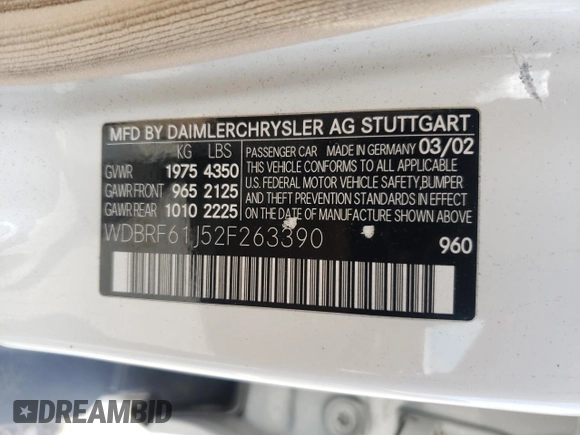 MFD BY DAIMLERCHRYSLER AG STUTTGART
KG LBS
GVWR 1975 4350
GAWR FRONT 965 2125
GAWR REAR 1010 2225
PASSENGER CAR MADE IN GERMANY 03/02
THIS VEHICLE CONFORMS TO ALL APPLICABLE
U.S. FEDERAL MOTOR VEHICLE SAFETY, BUMPER
AND THEFT PREVENTION STANDARDS IN EFFECT
ON THE DATE OF MANUFACTURE SHOWN ABOVE
WDBRF61J52F263390
960
DREAMBID